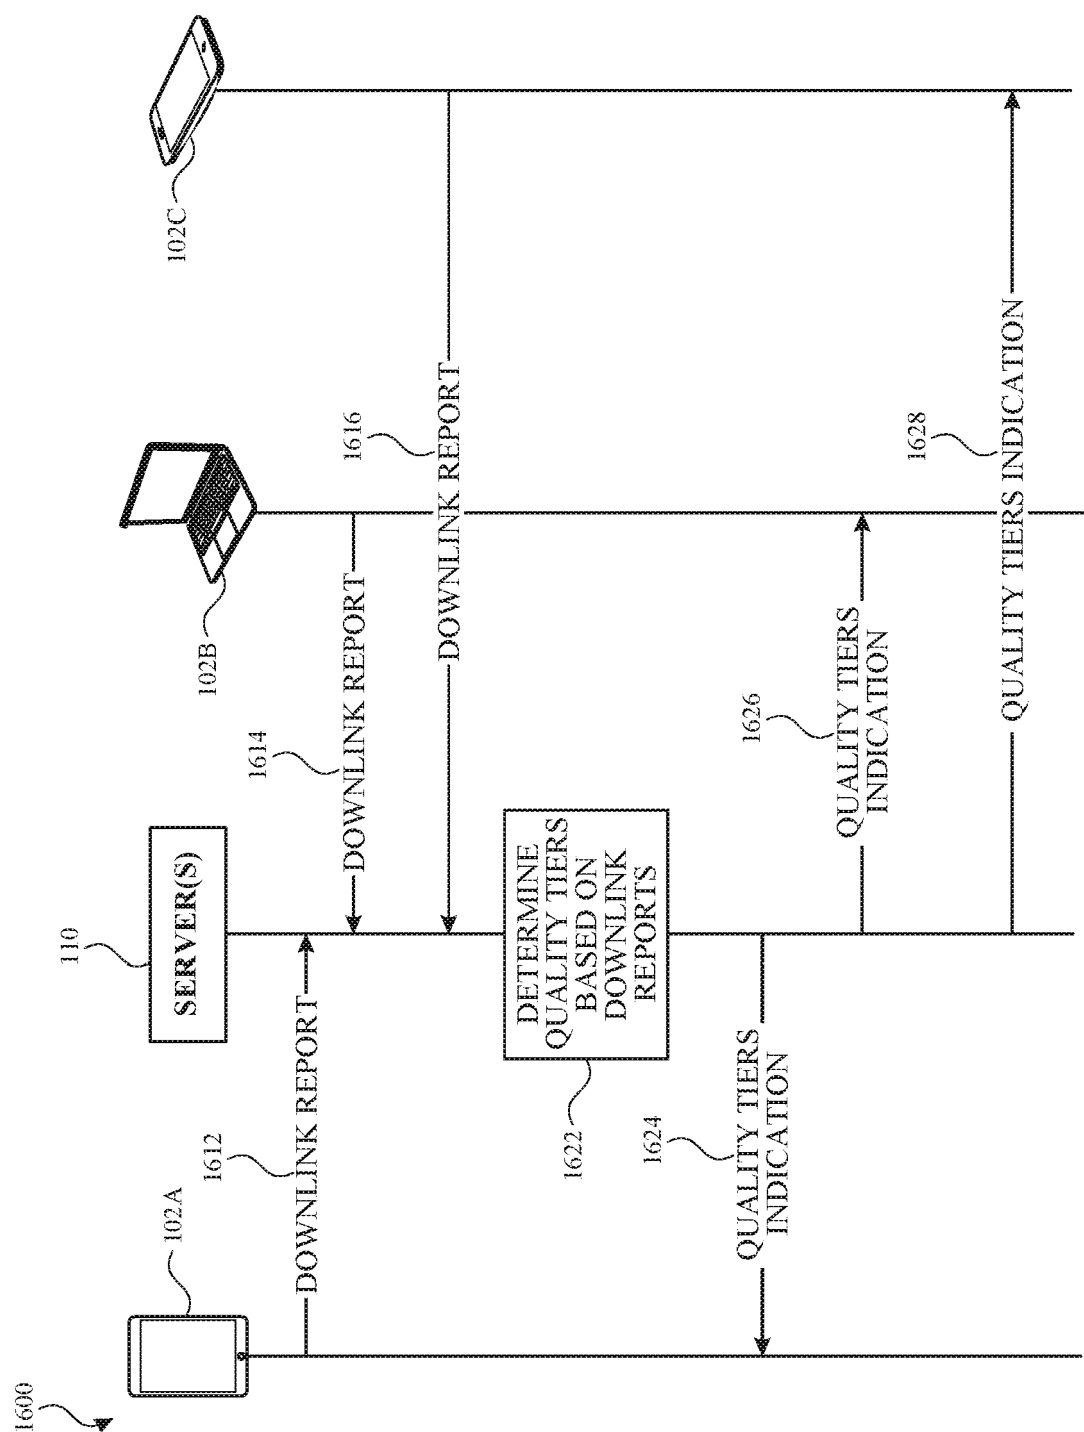 1600
102A
110
SERVER(S)
102B
102C
1612
DOWNLINK REPORT
1614
DOWNLINK REPORT
1616
DOWNLINK REPORT
1622
DETERMINE
QUALITY TIERS
BASED ON
DOWNLINK
REPORTS
1624
QUALITY TIERS
INDICATION
1626
QUALITY TIERS
INDICATION
1628
QUALITY TIERS INDICATION